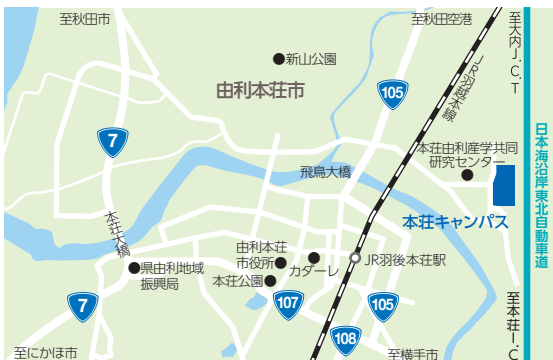 至秋田市
至秋田空港
至大内J.C.T
新山公園
由利本荘市
105
JR羽越本線
7
本荘由利産学共同
研究センター
日本海沿岸東北自動車道
飛鳥大橋
本荘キャンパス
本荘大橋
由利本荘
市役所
カダーレ
JR羽後本荘駅
県由利地域
振興局
本荘公園
7
107
105
108
至本荘I.C
至にかほ市
至横手市